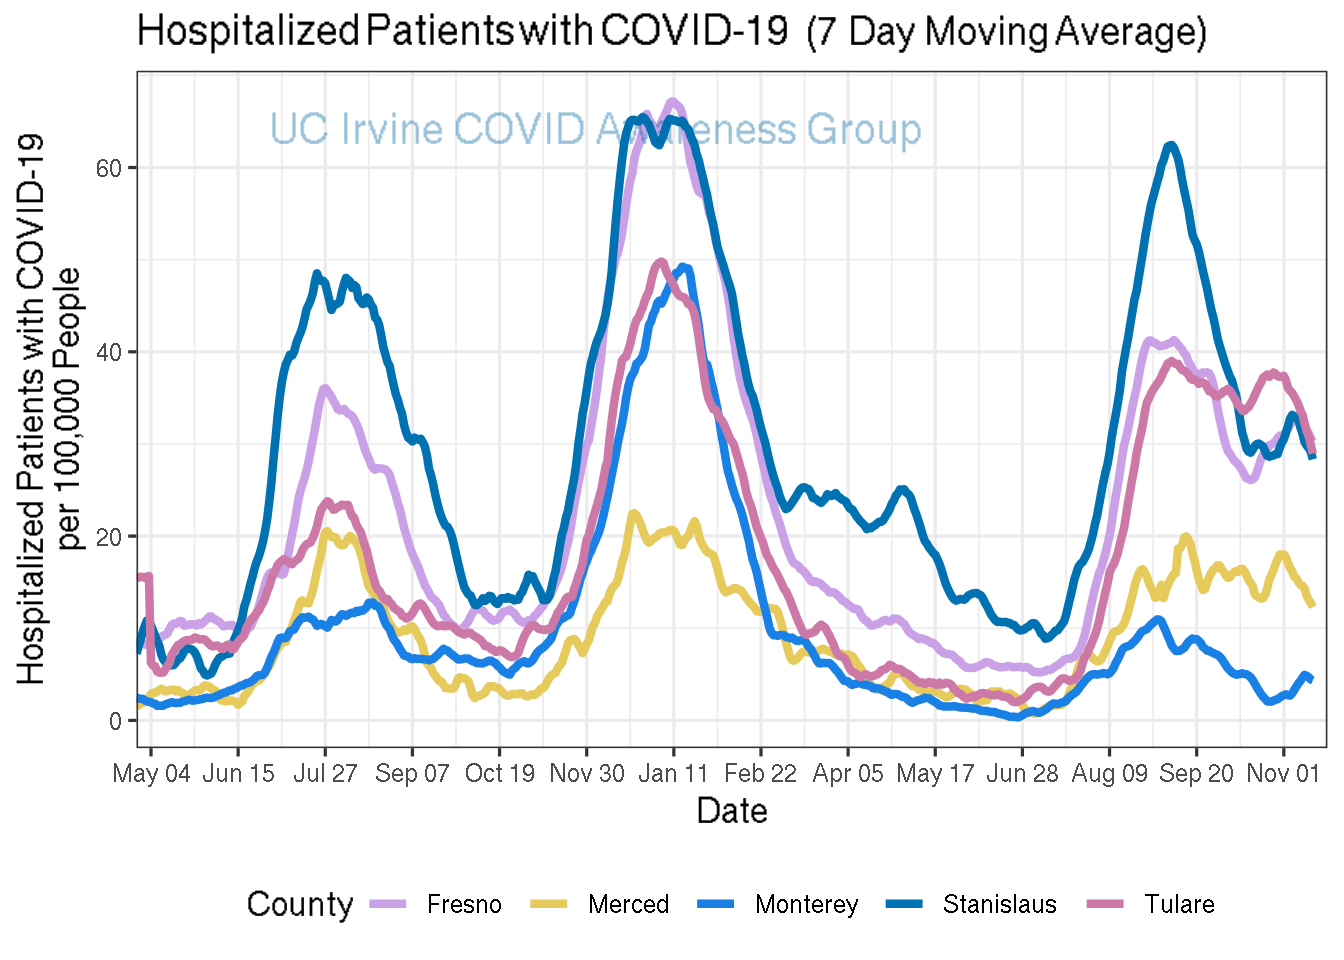 Hospitalized Patients with COVID-19 (7 Day Moving Average)
UC Irvine COVID Awareness Group
Hospitalized Patients with COVID-19
per 100,000 People
60
40
20
0
May 04 Jun 15 Jul 27 Sep 07 Oct 19 Nov 30 Jan 11 Feb 22 Apr 05 May 17 Jun 28 Aug 09 Sep 20 Nov 01
Date
County Fresno Merced Monterey Stanislaus Tulare